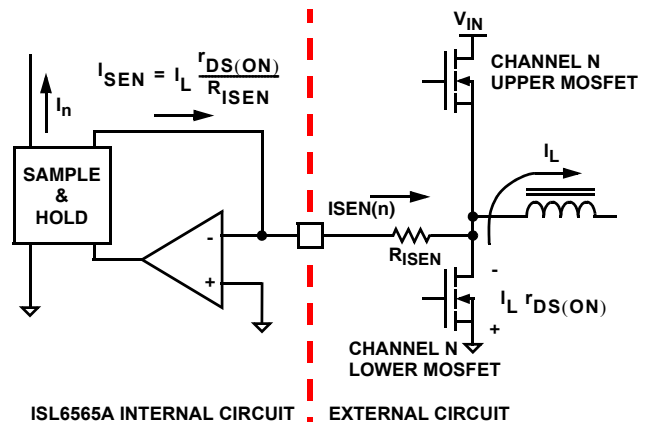 V_IN
CHANNEL N
UPPER MOSFET
I_SEN = I_L r_DS(ON) / R_ISEN
I_n
SAMPLE
&
HOLD
I_L
ISEN(n)
-
+
R_ISEN
-
I_L r_DS(ON)
+
CHANNEL N
LOWER MOSFET
ISL6565A INTERNAL CIRCUIT
EXTERNAL CIRCUIT